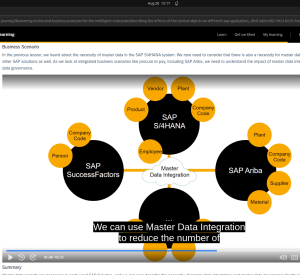 Aug 26 13:17
Learn Get certified My learning
Business Scenario
In the previous lesson, we heard about the necessity of master data in the SAP S/4HANA system. We now need to consider that there is also a necessity for master data in
other SAP solutions as well. As we look at integrated business scenarios like procure to pay, including SAP Ariba, we need to understand the impact of master data int
data governance.
Vendor
Plant
Product
Company
Code
SAP
S/4HANA
Employee
Company
Code
Person
SAP
SuccessFactors
Master
Data Integration
Plant
Company
Code
SAP Ariba
Supplier
Material
...
We can use Master Data Integration
to reduce the number of
Summary